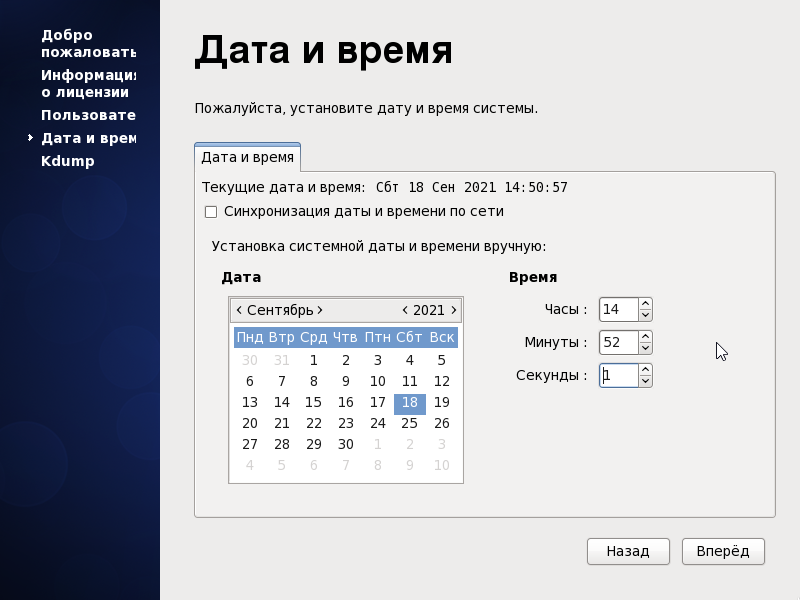 Добро
пожаловать
Информация
о лицензии
Пользовате
Дата и врем
Kdump
Дата и время
Пожалуйста, установите дату и время системы.
Дата и время
Текущие дата и время: Сбт 18 Сен 2021 14:50:57
Синхронизация даты и времени по сети
Установка системной даты и времени вручную:
Дата
Время
< Сентябрь > < 2021 >
Пнд Втр Срд Чтв Птн Сбт Вск
30 31 1 2 3 4 5
6 7 8 9 10 11 12
13 14 15 16 17 18 19
20 21 22 23 24 25 26
27 28 29 30 1 2 3
4 5 6 7 8 9 10
Часы : 14
Минуты : 52
Секунды : 1
Назад
Вперёд